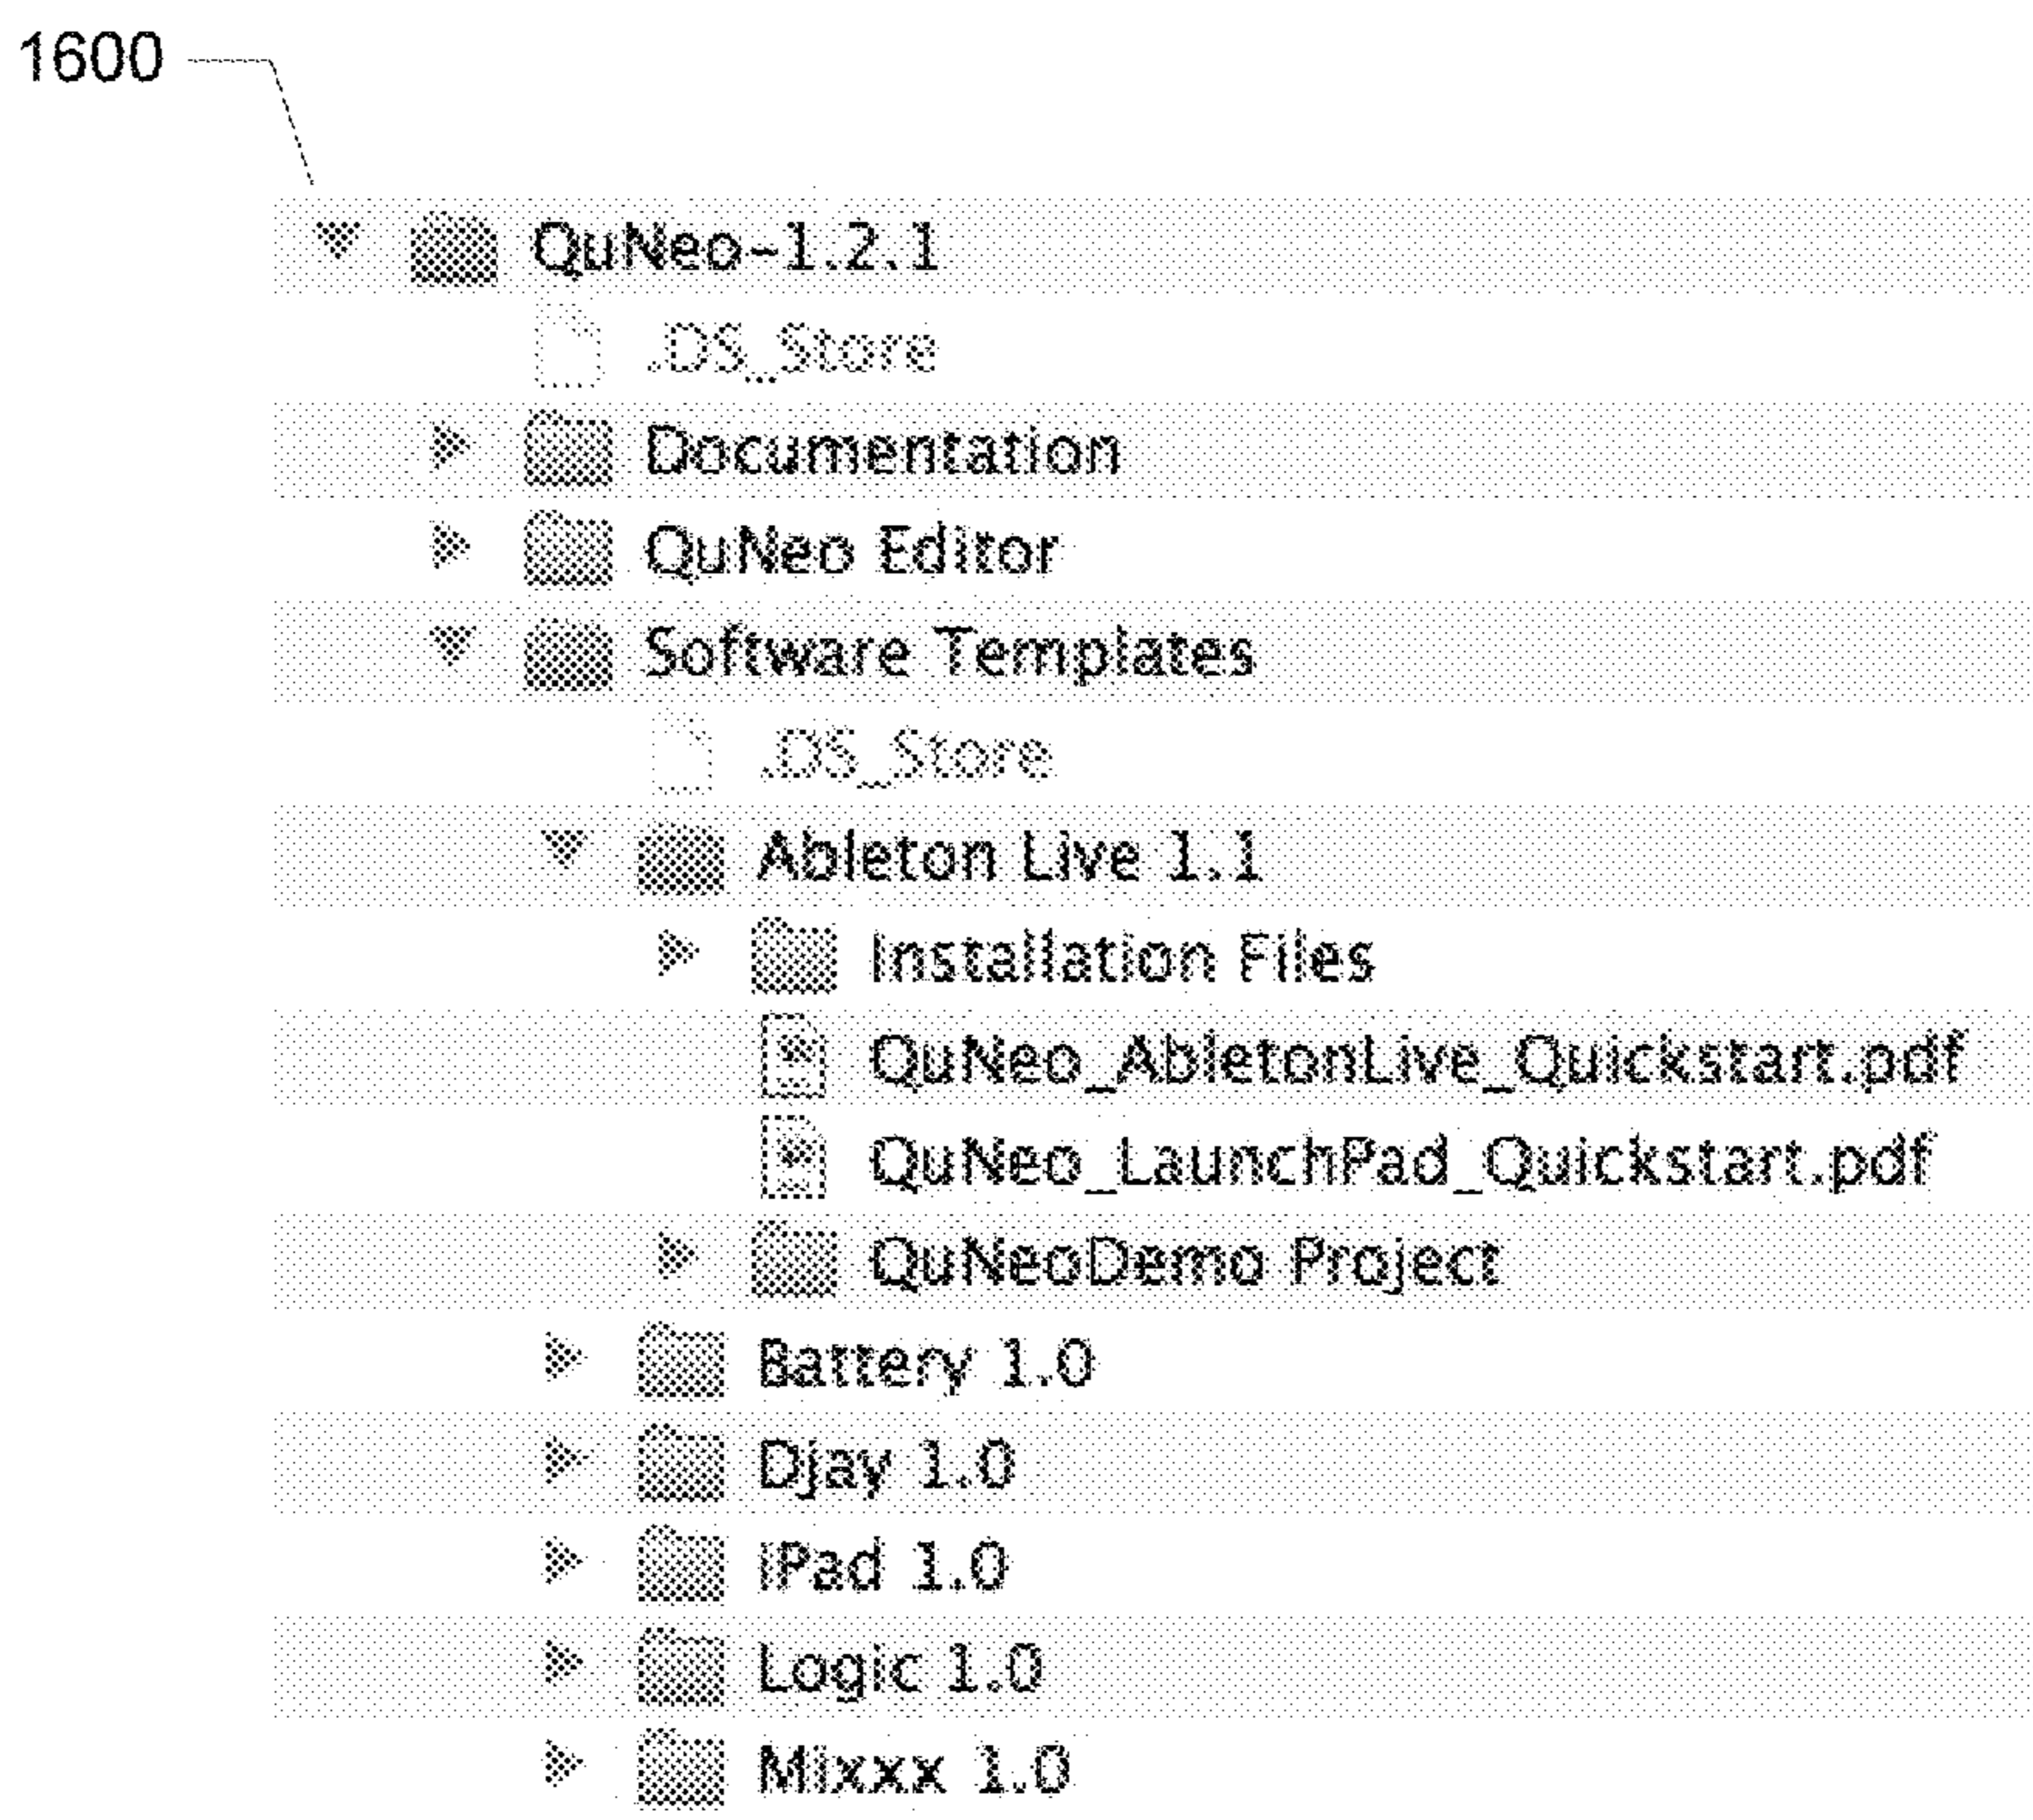 1600
QuNeo-1.2.1
.DS_Store
Documentation
QuNeo Editor
Software Templates
.DS_Store
Ableton Live 1.1
Installation Files
QuNeo_AbletonLive_Quickstart.pdf
QuNeo_LaunchPad_Quickstart.pdf
QuNeoDemo Project
Battery 1.0
Djay 1.0
iPad 1.0
Logic 1.0
Mixxx 1.0